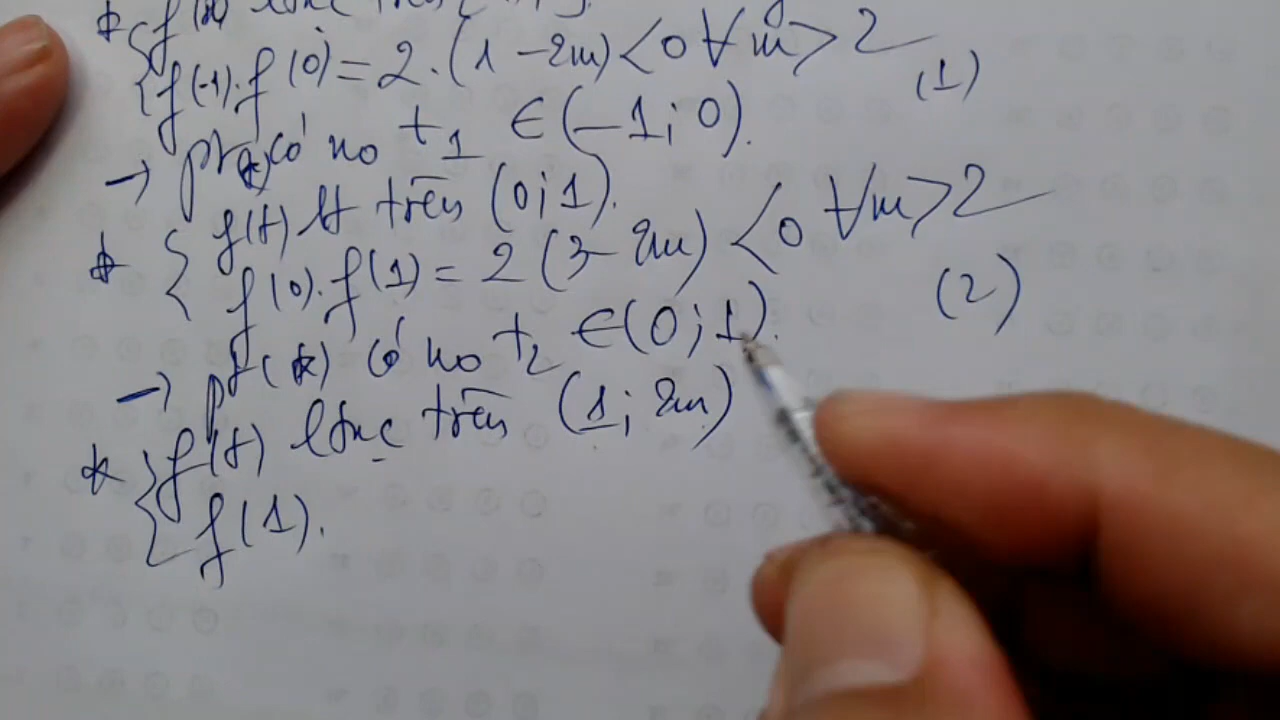 * { f(x) liên tục trên
f(-1).f(0) = 2.(1-2m) < 0 ∀m > 2 (1)
→ pt(*) có no t₁ ∈ (-1; 0).
* { f(t) lt trên (0; 1).
f(0).f(1) = 2(3-2m) < 0 ∀m > 2 (2)
→ pt(*) có no t₂ ∈ (0; 1).
* { f(t) ltục trên (1; 2m)
f(1).